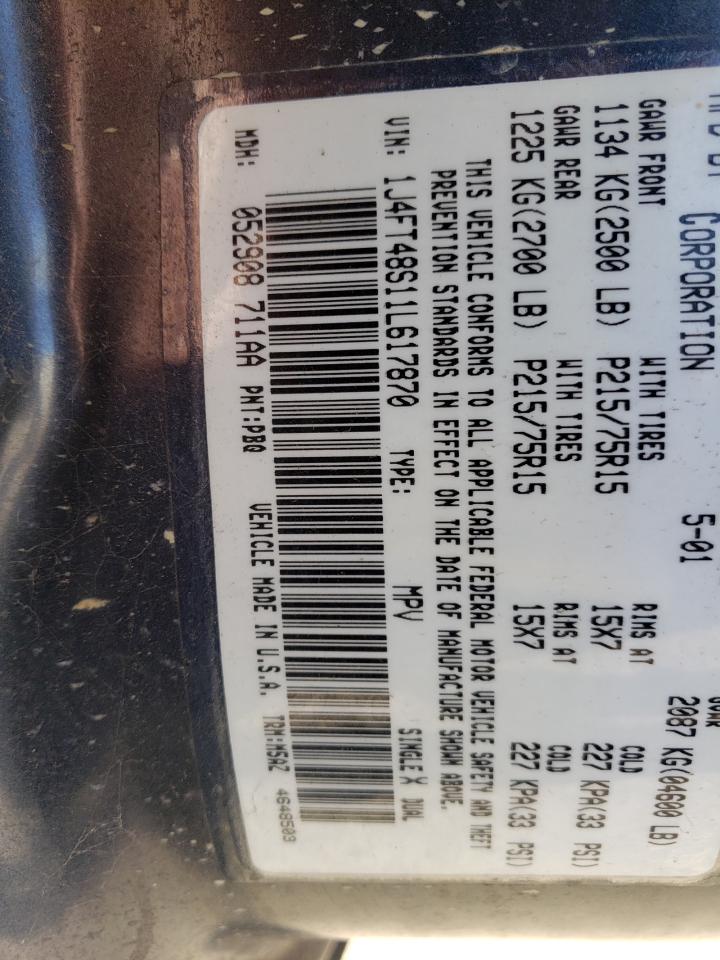 CORPORATION 5-01 2087 KG(04600 LB)
GAWR FRONT WITH TIRES RIMS AT COLD
1134 KG(2500 LB) P215/75R15 15X7 227 KPA(33 PSI)
GAWR REAR WITH TIRES RIMS AT COLD
1225 KG(2700 LB) P215/75R15 15X7 227 KPA(33 PSI)
THIS VEHICLE CONFORMS TO ALL APPLICABLE FEDERAL MOTOR VEHICLE SAFETY AND THEFT
PREVENTION STANDARDS IN EFFECT ON THE DATE OF MANUFACTURE SHOWN ABOVE.
VIN: 1J4FT48S11L617870 TYPE: MPV SINGLE X DUAL
MDH: 052908 711AA PNT:PBQ VEHICLE MADE IN U.S.A. TRM:MSAZ 4648503